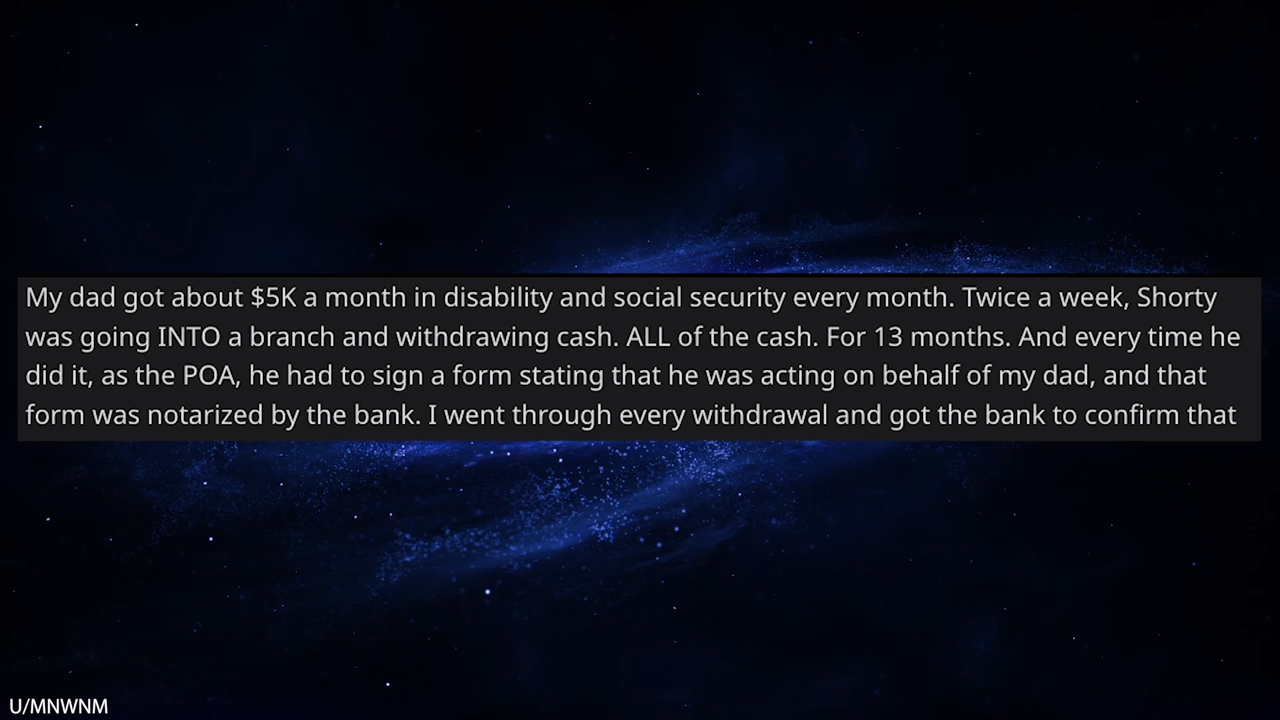 My dad got about $5K a month in disability and social security every month. Twice a week, Shorty
was going INTO a branch and withdrawing cash. ALL of the cash. For 13 months. And every time he
did it, as the POA, he had to sign a form stating that he was acting on behalf of my dad, and that
form was notarized by the bank. I went through every withdrawal and got the bank to confirm that
U/MNWNM